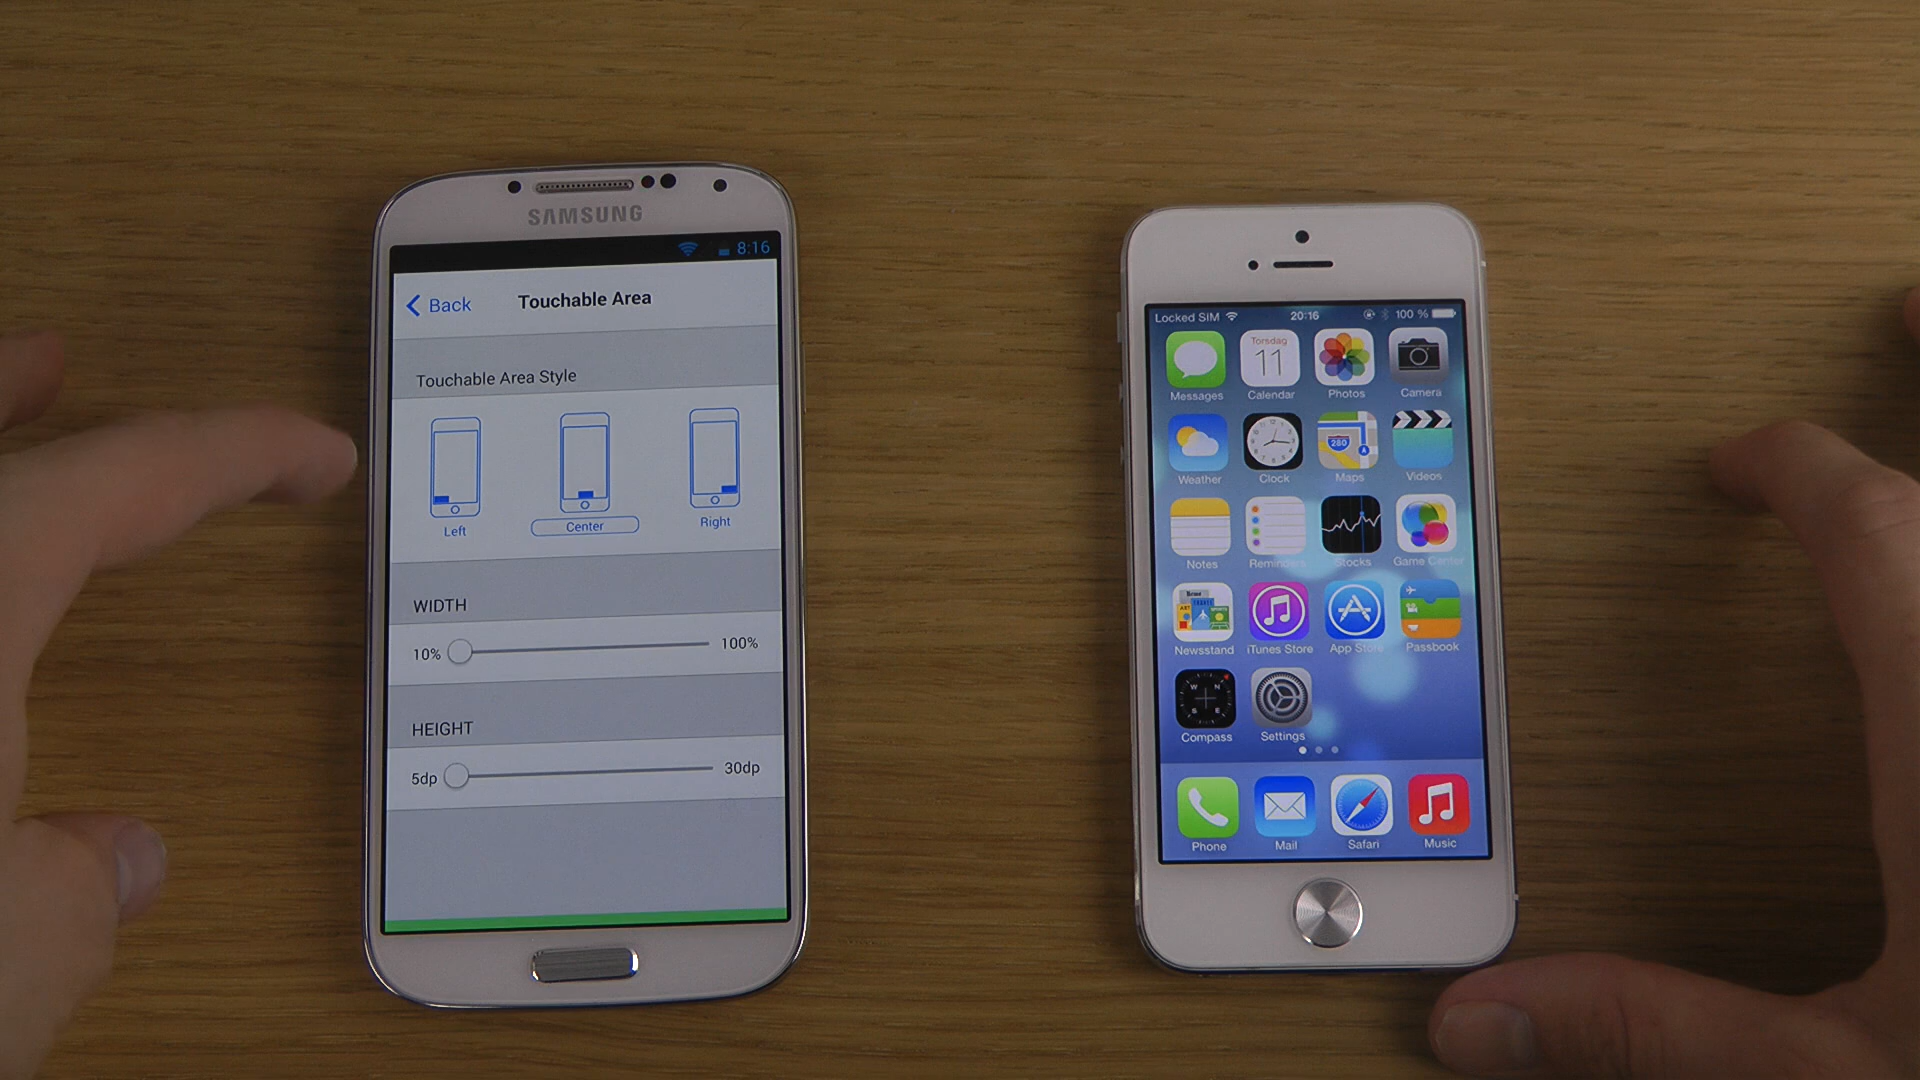 SAMSUNG
8:16
Back
Touchable Area
Touchable Area Style
Left
Center
Right
WIDTH
10%
100%
HEIGHT
5dp
30dp
Locked SIM
20:16
100 %
Torsdag
11
Messages
Calendar
Photos
Camera
280
Weather
Clock
Maps
Videos
Notes
Reminders
Stocks
Game Center
Newsstand
iTunes Store
App Store
Passbook
W N
S E
Compass
Settings
Phone
Mail
Safari
Music